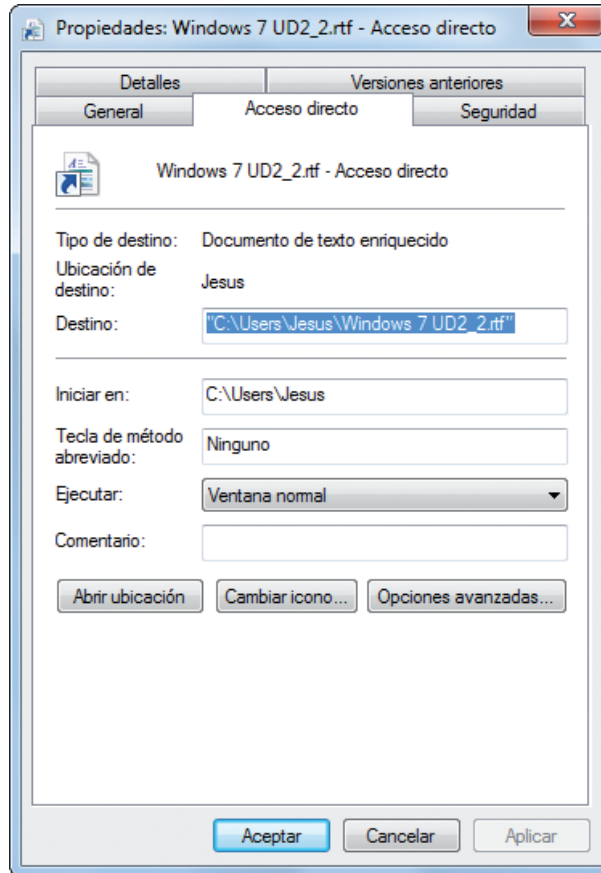 Propiedades: Windows 7 UD2_2.rtf - Acceso directo
Detalles
Versiones anteriores
General
Acceso directo
Seguridad
Windows 7 UD2_2.rtf - Acceso directo
Tipo de destino: Documento de texto enriquecido
Ubicación de
destino:
Jesus
Destino: "C:\Users\Jesus\Windows 7 UD2_2.rtf"
Iniciar en: C:\Users\Jesus
Tecla de método
abreviado:
Ninguno
Ejecutar: Ventana normal
Comentario:
Abrir ubicación
Cambiar icono...
Opciones avanzadas...
Aceptar
Cancelar
Aplicar